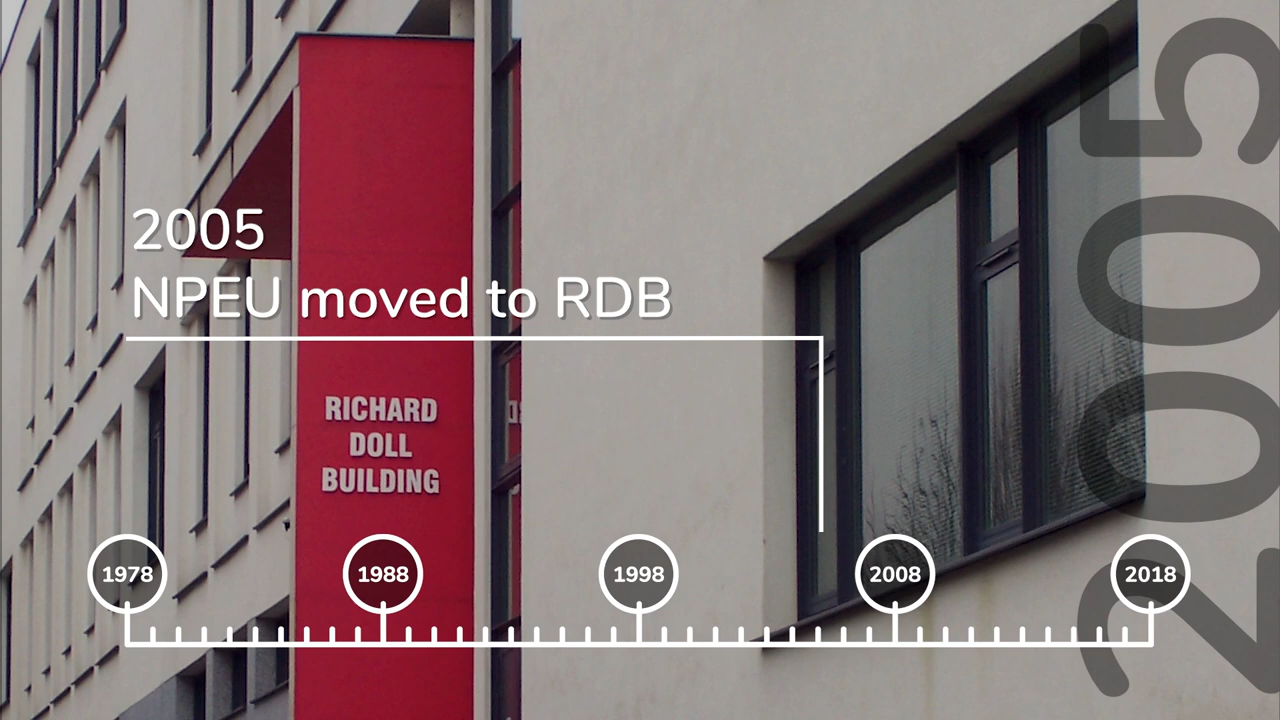 2005
NPEU moved to RDB
RICHARD
DOLL
BUILDING
1978
1988
1998
2008
2018
2005